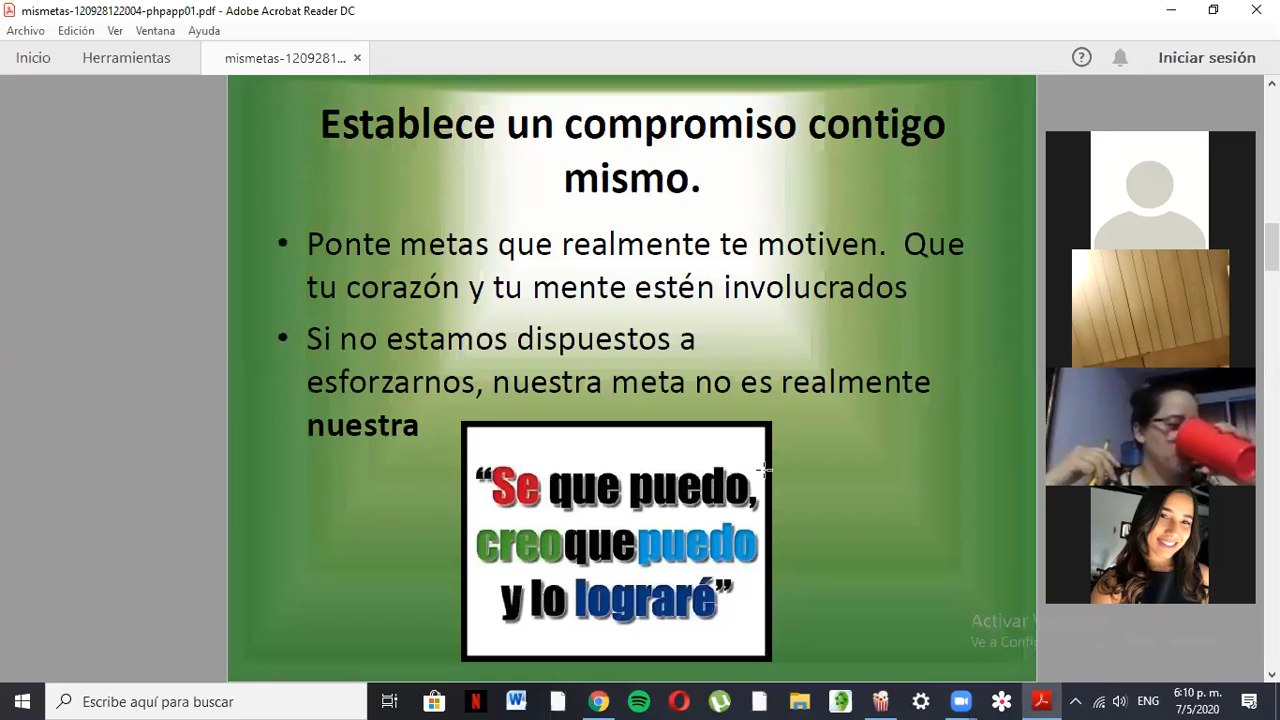 mismetas-120928122004-phpapp01.pdf - Adobe Acrobat Reader DC
Archivo Edición Ver Ventana Ayuda
Inicio Herramientas mismetas-1209281... Iniciar sesión
Establece un compromiso contigo
mismo.
• Ponte metas que realmente te motiven. Que
tu corazón y tu mente estén involucrados
• Si no estamos dispuestos a
esforzarnos, nuestra meta no es realmente
nuestra
“Se que puedo,
creo que puedo
y lo lograré”
Activar
Ve a
Escribe aquí para buscar
ENG
6:10 p. m.
7/5/2020